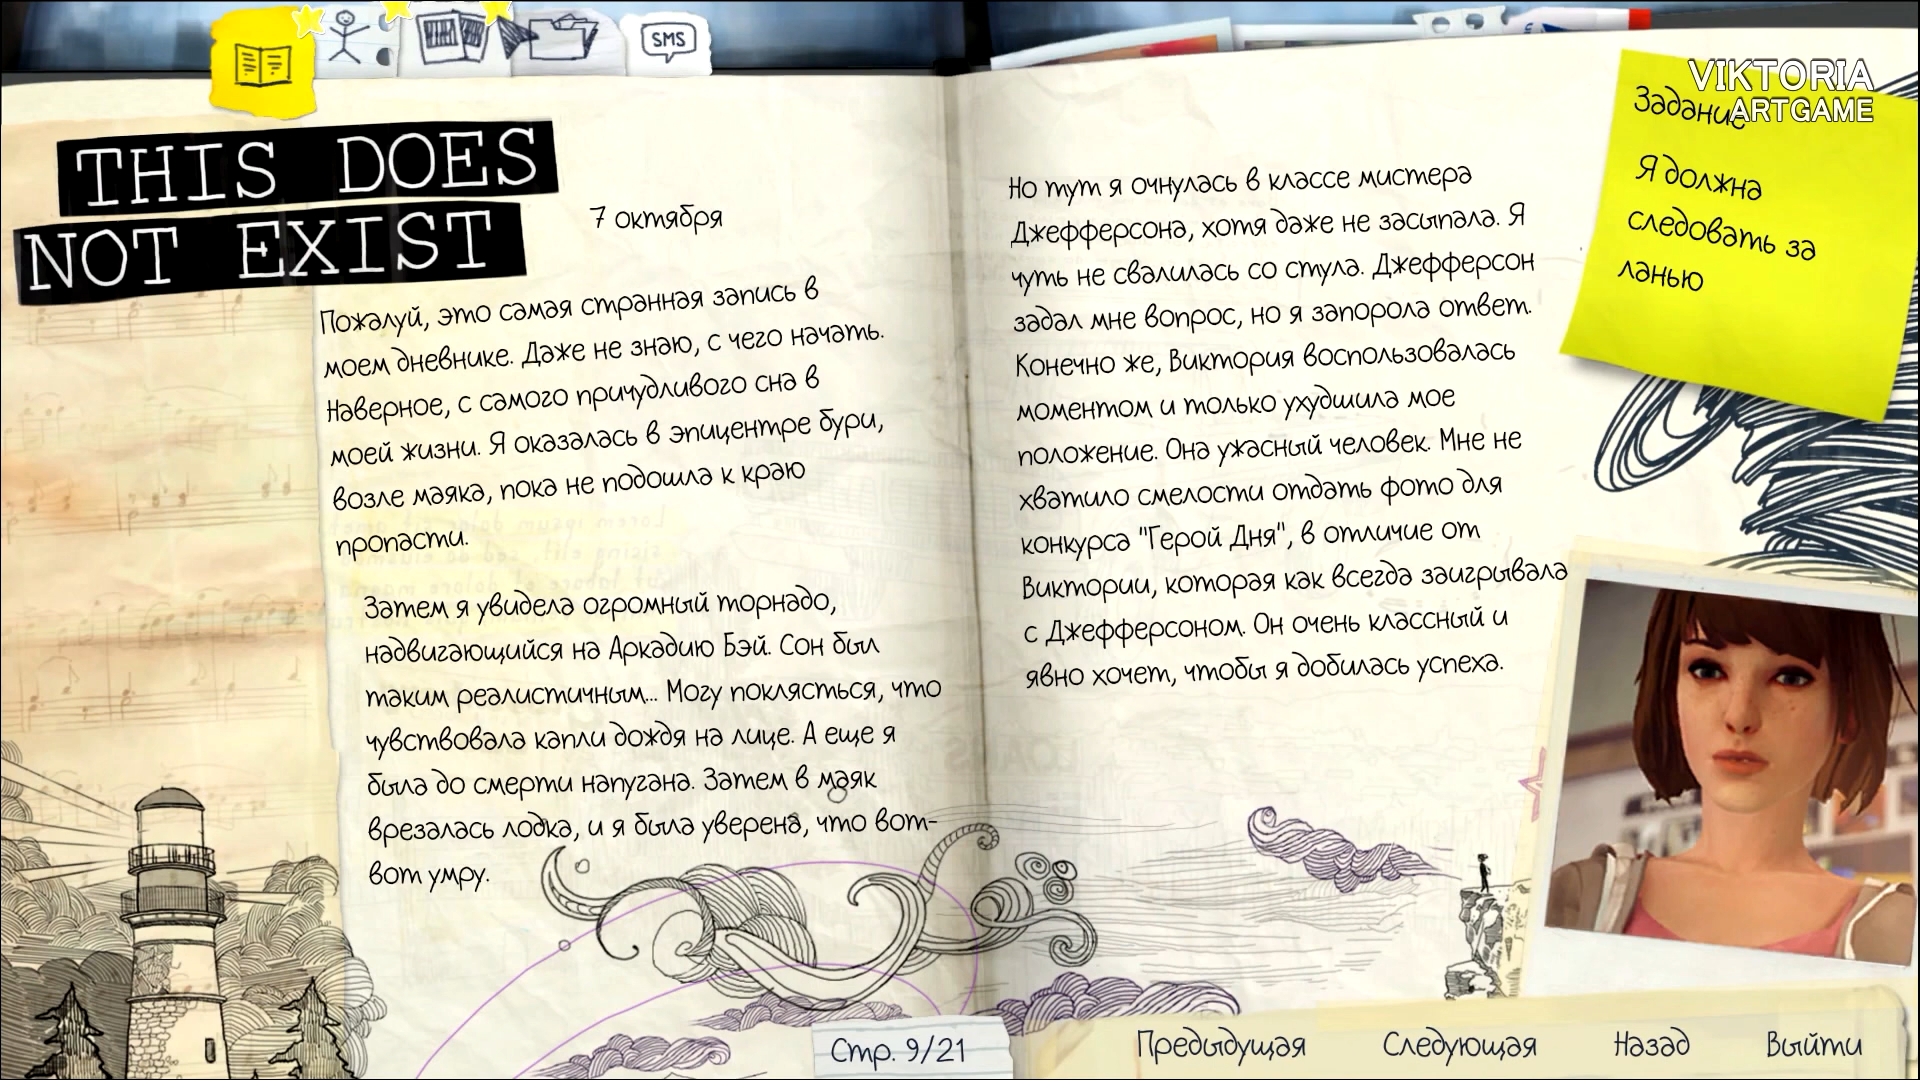 SMS
VIKTORIA
ARTGAME
THIS DOES
NOT EXIST
7 октября
Пожалуй, это самая странная запись в
моем дневнике. Даже не знаю, с чего начать.
Наверное, с самого причудливого сна в
моей жизни. Я оказалась в эпицентре бури,
возле маяка, пока не подошла к краю
пропасти.
Затем я увидела огромный торнадо,
надвигающийся на Аркадию Бэй. Сон был
таким реалистичным... Могу поклясться, что
чувствовала капли дождя на лице. А еще я
была до смерти напугана. Затем в маяк
врезалась лодка, и я была уверена, что вот-
вот умру.
Но тут я очнулась в классе мистера
Джефферсона, хотя даже не засыпала. Я
чуть не свалилась со стула. Джефферсон
задал мне вопрос, но я запорола ответ.
Конечно же, Виктория воспользовалась
моментом и только ухудшила мое
положение. Она ужасный человек. Мне не
хватило смелости отдать фото для
конкурса "Герой Дня", в отличие от
Виктории, которая как всегда заигрывала
с Джефферсоном. Он очень классный и
явно хочет, чтобы я добилась успеха.
Задание
Я должна
следовать за
ланью
Стр. 9/21
Предыдущая Следующая Назад Выйти